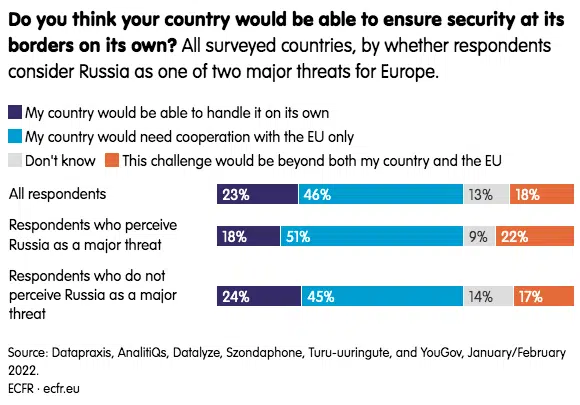 Do you think your country would be able to ensure security at its
borders on its own? All surveyed countries, by whether respondents
consider Russia as one of two major threats for Europe.
My country would be able to handle it on its own
My country would need cooperation with the EU only
Don't know This challenge would be beyond both my country and the EU
All respondents 23% 46% 13% 18%
Respondents who perceive
Russia as a major threat 18% 51% 9% 22%
Respondents who do not
perceive Russia as a major 24% 45% 14% 17%
threat
Source: Datapraxis, AnalitiQs, Datalyze, Szondaphone, Turu-uuringute, and YouGov, January/February
2022.
ECFR · ecfr.eu